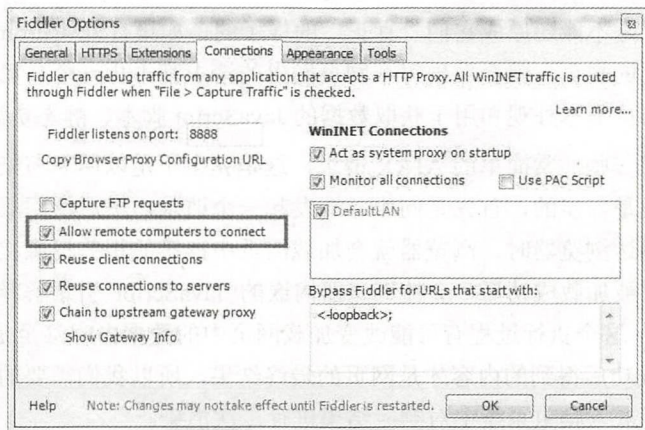 Fiddler Options
General HTTPS Extensions Connections Appearance Tools
Fiddler can debug traffic from any application that accepts a HTTP Proxy. All WinINET traffic is routed
through Fiddler when "File > Capture Traffic" is checked.
Learn more...
Fiddler listens on port: 8888
Copy Browser Proxy Configuration URL
Capture FTP requests
Allow remote computers to connect
Reuse client connections
Reuse connections to servers
Chain to upstream gateway proxy
Show Gateway Info
WinINET Connections
Act as system proxy on startup
Monitor all connections Use PAC Script
DefaultLAN
Bypass Fiddler for URLs that start with:
<-loopback>;
Help Note: Changes may not take effect until Fiddler is restarted. OK Cancel